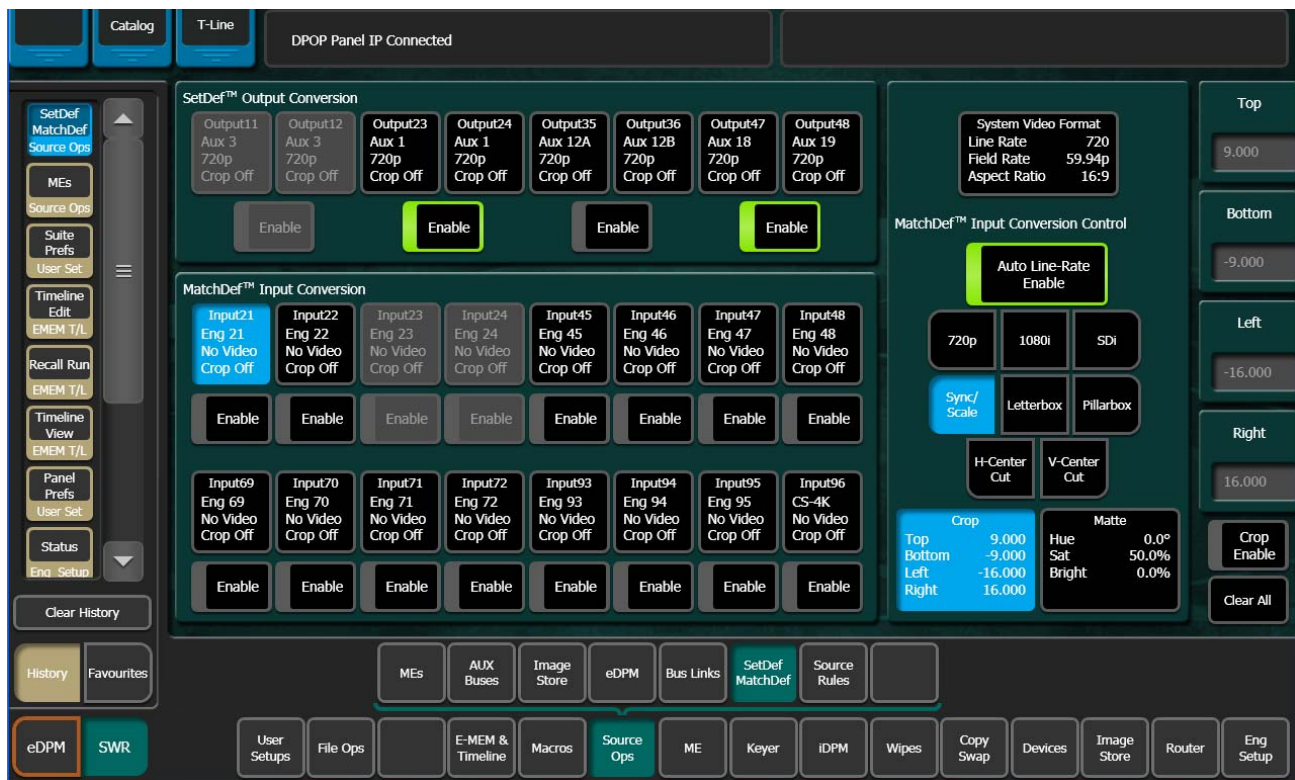 Catalog
T-Line
DPOP Panel IP Connected
SetDef
MatchDef
Source Ops
MEs
Source Ops
Suite
Prefs
User Set
Timeline
Edit
EMEM T/L
Recall Run
EMEM T/L
Timeline
View
EMEM T/L
Panel
Prefs
User Set
Status
Eng Setup
Clear History
History
Favourites
eDPM
SWR
SetDef™ Output Conversion
Output11
Aux 3
720p
Crop Off
Output12
Aux 3
720p
Crop Off
Output23
Aux 1
720p
Crop Off
Output24
Aux 1
720p
Crop Off
Output35
Aux 12A
720p
Crop Off
Output36
Aux 12B
720p
Crop Off
Output47
Aux 18
720p
Crop Off
Output48
Aux 19
720p
Crop Off
Enable
Enable
Enable
Enable
MatchDef™ Input Conversion
Input21
Eng 21
No Video
Crop Off
Input22
Eng 22
No Video
Crop Off
Input23
Eng 23
No Video
Crop Off
Input24
Eng 24
No Video
Crop Off
Input45
Eng 45
No Video
Crop Off
Input46
Eng 46
No Video
Crop Off
Input47
Eng 47
No Video
Crop Off
Input48
Eng 48
No Video
Crop Off
Enable
Enable
Enable
Enable
Enable
Enable
Enable
Enable
Input69
Eng 69
No Video
Crop Off
Input70
Eng 70
No Video
Crop Off
Input71
Eng 71
No Video
Crop Off
Input72
Eng 72
No Video
Crop Off
Input93
Eng 93
No Video
Crop Off
Input94
Eng 94
No Video
Crop Off
Input95
Eng 95
No Video
Crop Off
Input96
CS-4K
No Video
Crop Off
Enable
Enable
Enable
Enable
Enable
Enable
Enable
Enable
System Video Format
Line Rate 720
Field Rate 59.94p
Aspect Ratio 16:9
MatchDef™ Input Conversion Control
Auto Line-Rate
Enable
720p
1080i
SDi
Sync/
Scale
Letterbox
Pillarbox
H-Center
Cut
V-Center
Cut
Crop
Top 9.000
Bottom -9.000
Left -16.000
Right 16.000
Matte
Hue 0.0°
Sat 50.0%
Bright 0.0%
Top
9.000
Bottom
-9.000
Left
-16.000
Right
16.000
Crop
Enable
Clear All
MEs
AUX
Buses
Image
Store
eDPM
Bus Links
SetDef
MatchDef
Source
Rules
User
Setups
File Ops
E-MEM &
Timeline
Macros
Source
Ops
ME
Keyer
iDPM
Wipes
Copy
Swap
Devices
Image
Store
Router
Eng
Setup